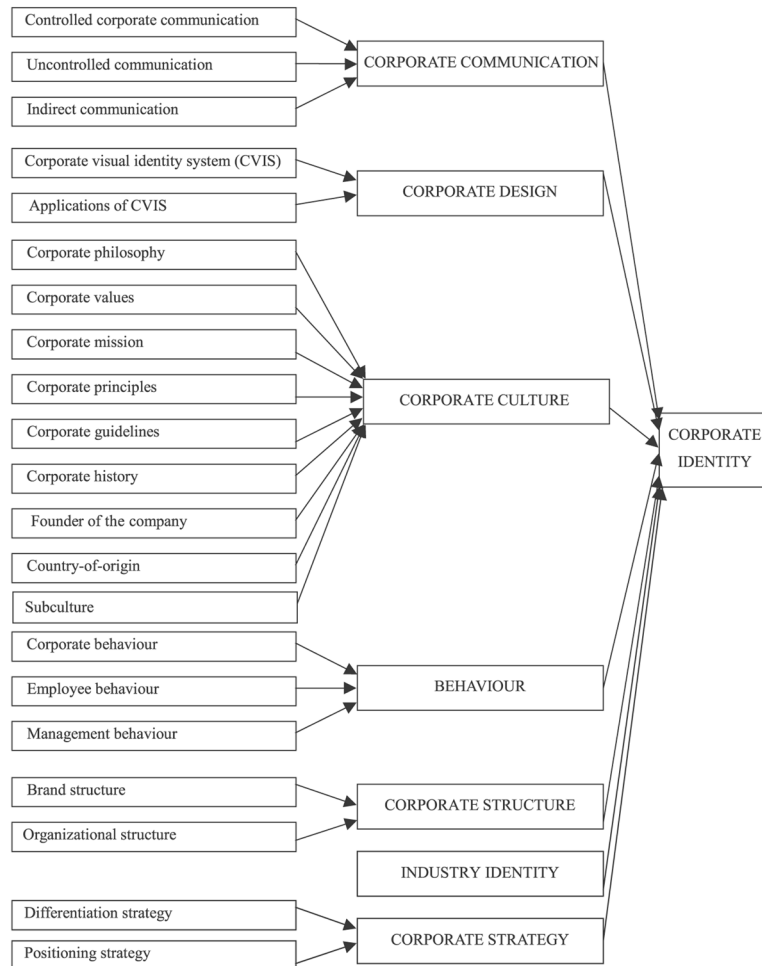 Controlled corporate communication
Uncontrolled communication
Indirect communication
CORPORATE COMMUNICATION
Corporate visual identity system (CVIS)
Applications of CVIS
CORPORATE DESIGN
Corporate philosophy
Corporate values
Corporate mission
Corporate principles
Corporate guidelines
Corporate history
Founder of the company
Country-of-origin
Subculture
CORPORATE CULTURE
Corporate behaviour
Employee behaviour
Management behaviour
BEHAVIOUR
Brand structure
Organizational structure
CORPORATE STRUCTURE
INDUSTRY IDENTITY
Differentiation strategy
Positioning strategy
CORPORATE STRATEGY
CORPORATE
IDENTITY